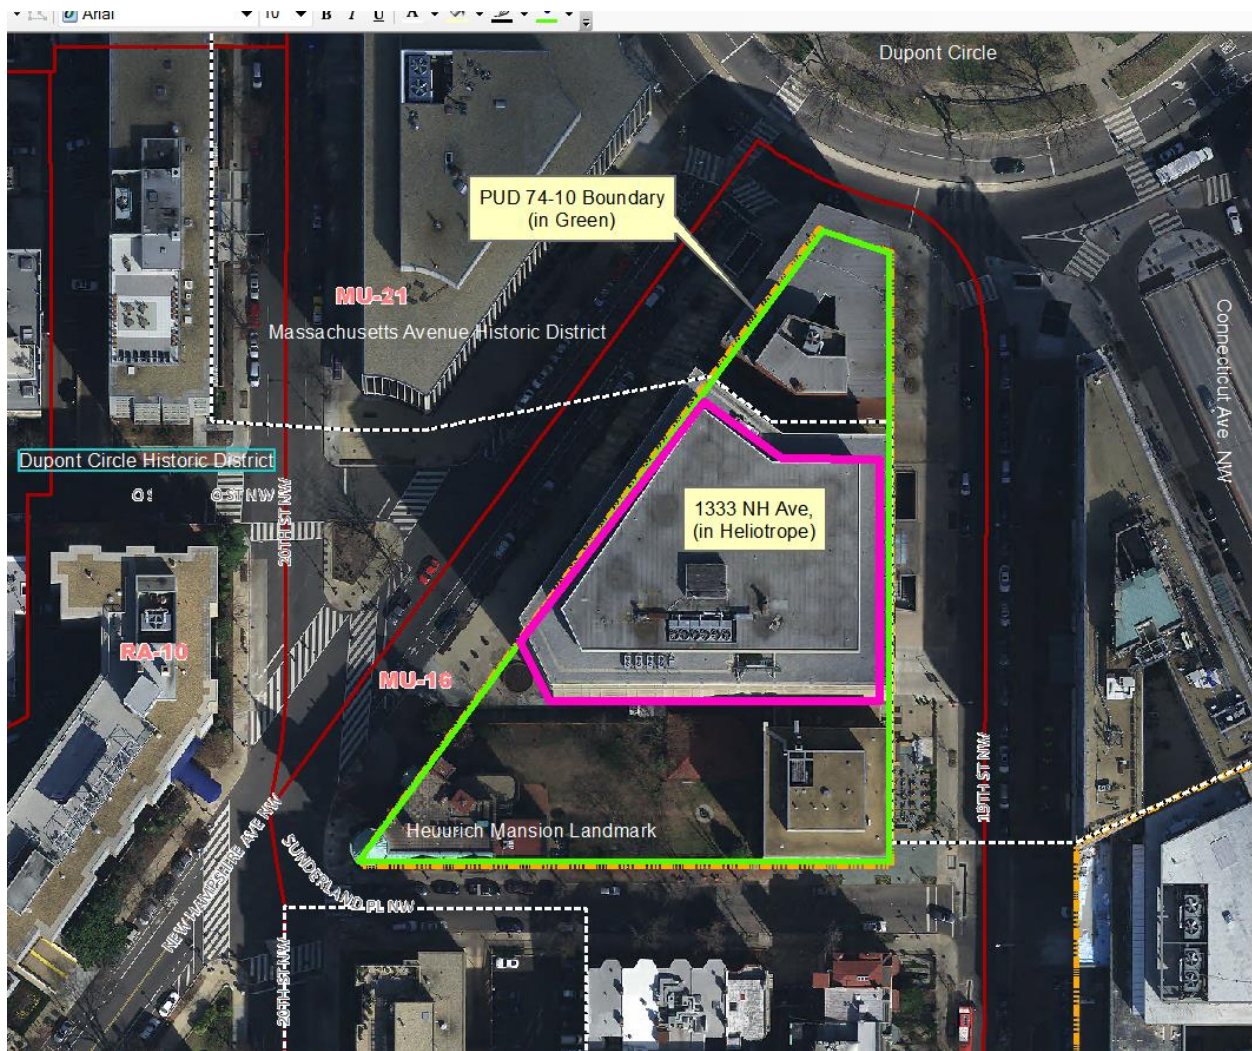 Arial
10
B I U A
Dupont Circle
PUD 74-10 Boundary
(in Green)
MU-21
Massachusetts Avenue Historic District
Connecticut Ave, NW
Dupont Circle Historic District
O ST NW
20TH ST NW
1333 NH Ave,
(in Heliotrope)
RA-10
MU-16
19TH ST NW
Heuurich Mansion Landmark
NEW HAMPSHIRE AVE NW
SUNDERLAND PL NW
20TH ST NW